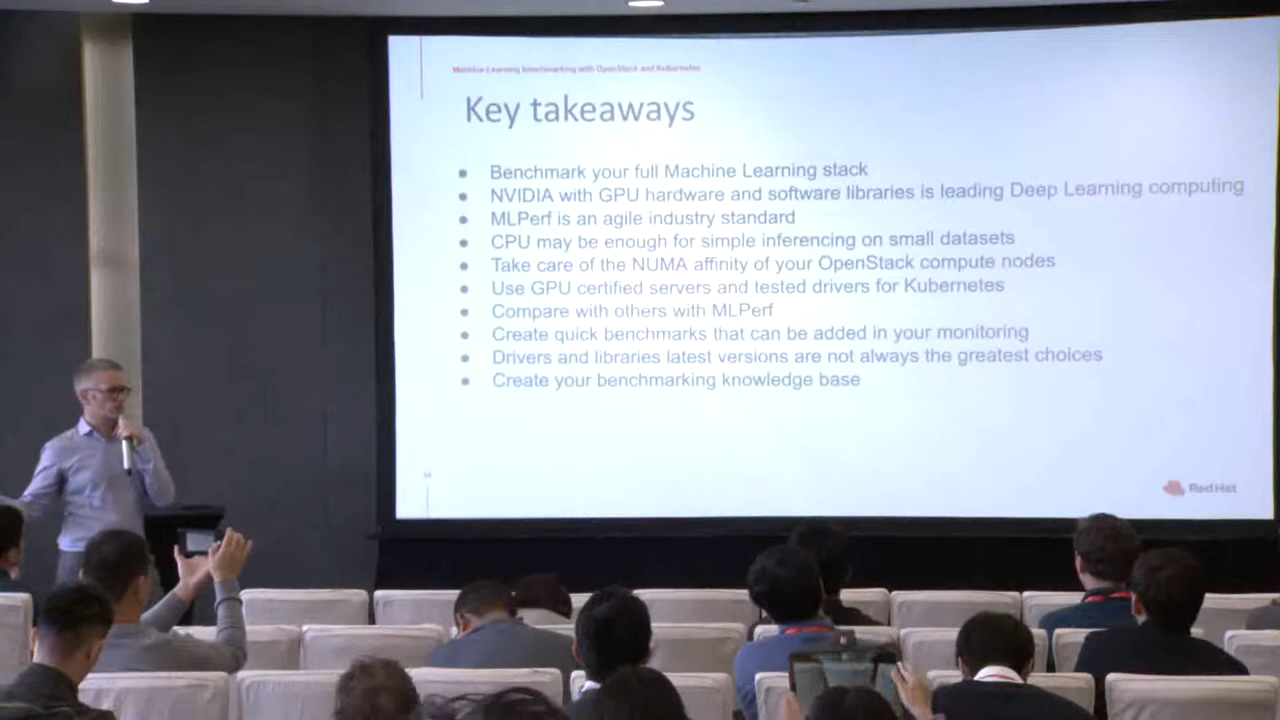 Machine Learning benchmarking with OpenStack and Kubernetes
Key takeaways
● Benchmark your full Machine Learning stack
● NVIDIA with GPU hardware and software libraries is leading Deep Learning computing
● MLPerf is an agile industry standard
● CPU may be enough for simple inferencing on small datasets
● Take care of the NUMA affinity of your OpenStack compute nodes
● Use GPU certified servers and tested drivers for Kubernetes
● Compare with others with MLPerf
● Create quick benchmarks that can be added in your monitoring
● Drivers and libraries latest versions are not always the greatest choices
● Create your benchmarking knowledge base
Red Hat